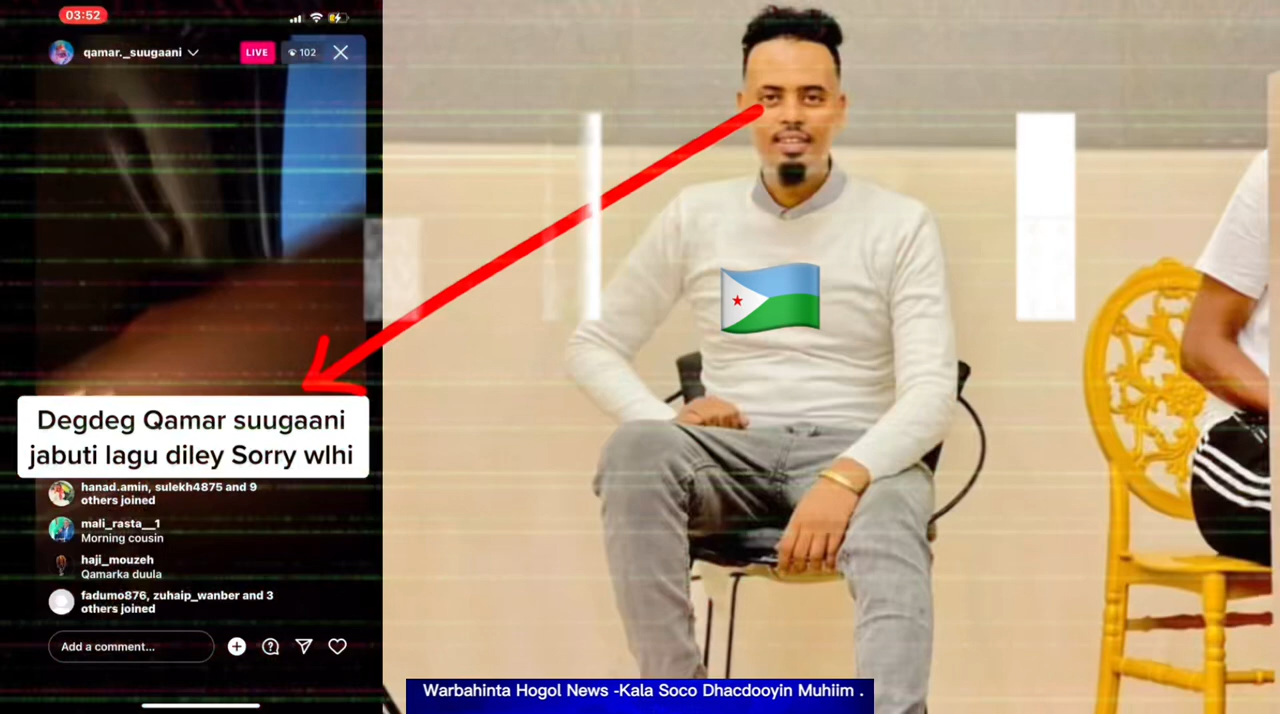 03:52
qamar._suugaani
LIVE
102
Degdeg Qamar suugaani
jabuti lagu diley Sorry wlhi
hanad.amin, sulekh4875 and 9
others joined
mali_rasta__1
Morning cousin
haji_mouzeh
Qamarka duula
fadumo876, zuhaip_wanber and 3
others joined
Add a comment...
Warbahinta Hogol News -Kala Soco Dhacdooyin Muhiim .